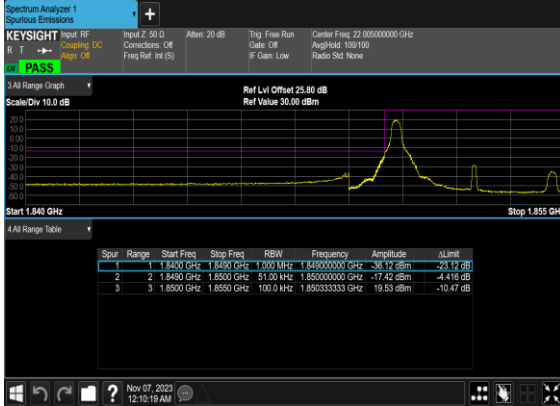 Spectrum Analyzer 1
Spurious Emissions
+
KEYSIGHT
R T
LXI PASS
Input: RF
Coupling: DC
Align: Off
Input Z: 50 Ω
Corrections: Off
Freq Ref: Int (S)
Atten: 20 dB
Trig: Free Run
Gate: Off
IF Gain: Low
Center Freq: 22.005000000 GHz
Avg|Hold: 100/100
Radio Std: None
3 All Range Graph
Scale/Div 10.0 dB
Ref Lvl Offset 25.80 dB
Ref Value 30.00 dBm
20.0
10.0
0.00
-10.0
-20.0
-30.0
-40.0
-50.0
-60.0
Start 1.840 GHz
Stop 1.855 GH
4 All Range Table
Spur Range Start Freq Stop Freq RBW Frequency Amplitude ΔLimit
1 1 1.8400 GHz 1.8490 GHz 1.000 MHz 1.849000000 GHz -36.12 dBm -23.12 dB
2 2 1.8490 GHz 1.8500 GHz 51.00 kHz 1.850000000 GHz -17.42 dBm -4.416 dB
3 3 1.8500 GHz 1.8550 GHz 100.0 kHz 1.850333333 GHz 19.53 dBm -10.47 dB
?
Nov 07, 2023
12:10:19 AM